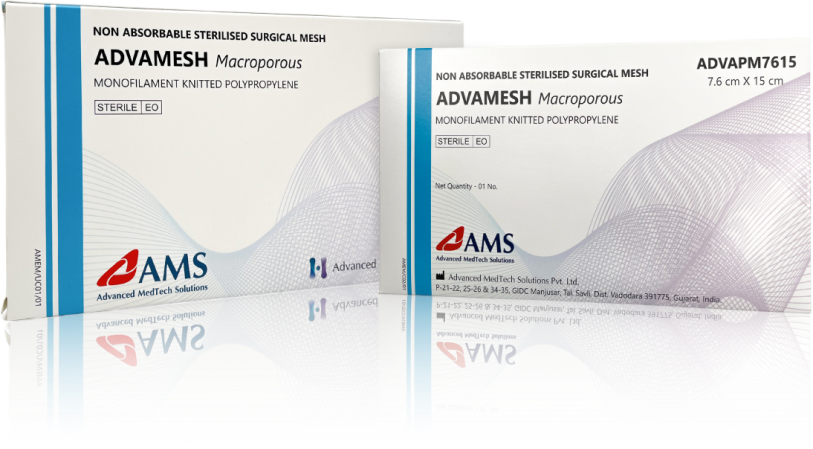 NON ABSORBABLE STERILISED SURGICAL MESH
ADVAMESH Macroporous
MONOFILAMENT KNITTED POLYPROPYLENE
STERILE EO
AMS
Advanced MedTech Solutions
Advanced
NON ABSORBABLE STERILISED SURGICAL MESH
ADVAMESH Macroporous
MONOFILAMENT KNITTED POLYPROPYLENE
STERILE EO
ADVAPM7615
7.6 cm X 15 cm
Net Quantity - 01 No.
AMS
Advanced MedTech Solutions
Advanced MedTech Solutions Pvt. Ltd.
P-21-22, 25-26 & 34-35, GIDC Manjusar, Tal. Savli, Dist. Vadodara 391775, Gujarat, India.